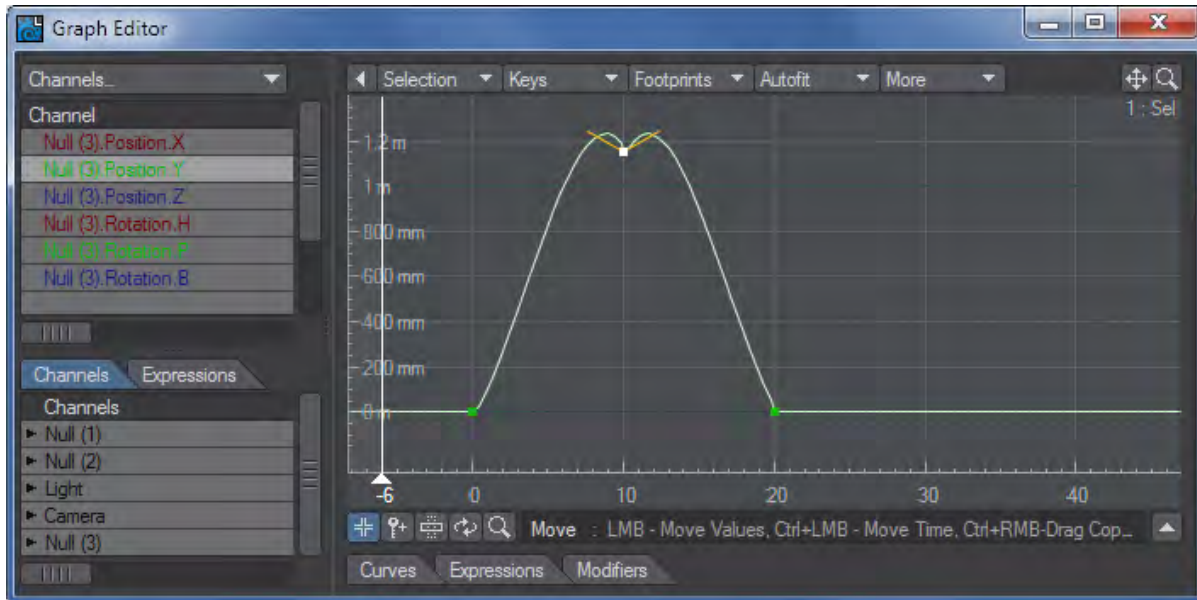 Graph Editor
Channels...
Selection Keys Footprints Autofit More
1 : Sel
Channel
Null (3).Position.X
Null (3).Position.Y
Null (3).Position.Z
Null (3).Rotation.H
Null (3).Rotation.P
Null (3).Rotation.B
1.2 m
1 m
800 mm
600 mm
400 mm
200 mm
0 m
-6 0 10 20 30 40
Channels Expressions
Channels
Null (1)
Null (2)
Light
Camera
Null (3)
Move : LMB - Move Values, Ctrl+LMB - Move Time, Ctrl+RMB-Drag Cop...
Curves Expressions Modifiers